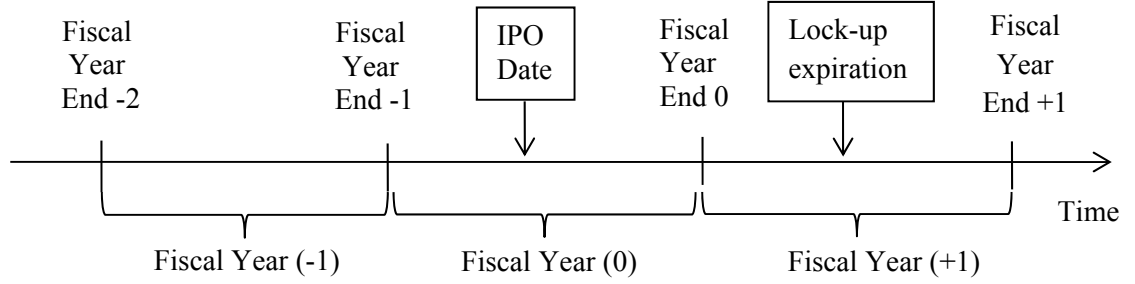 Fiscal
Year
End -2
Fiscal
Year
End -1
IPO
Date
Fiscal
Year
End 0
Lock-up
expiration
Fiscal
Year
End +1
Time
Fiscal Year (-1)
Fiscal Year (0)
Fiscal Year (+1)